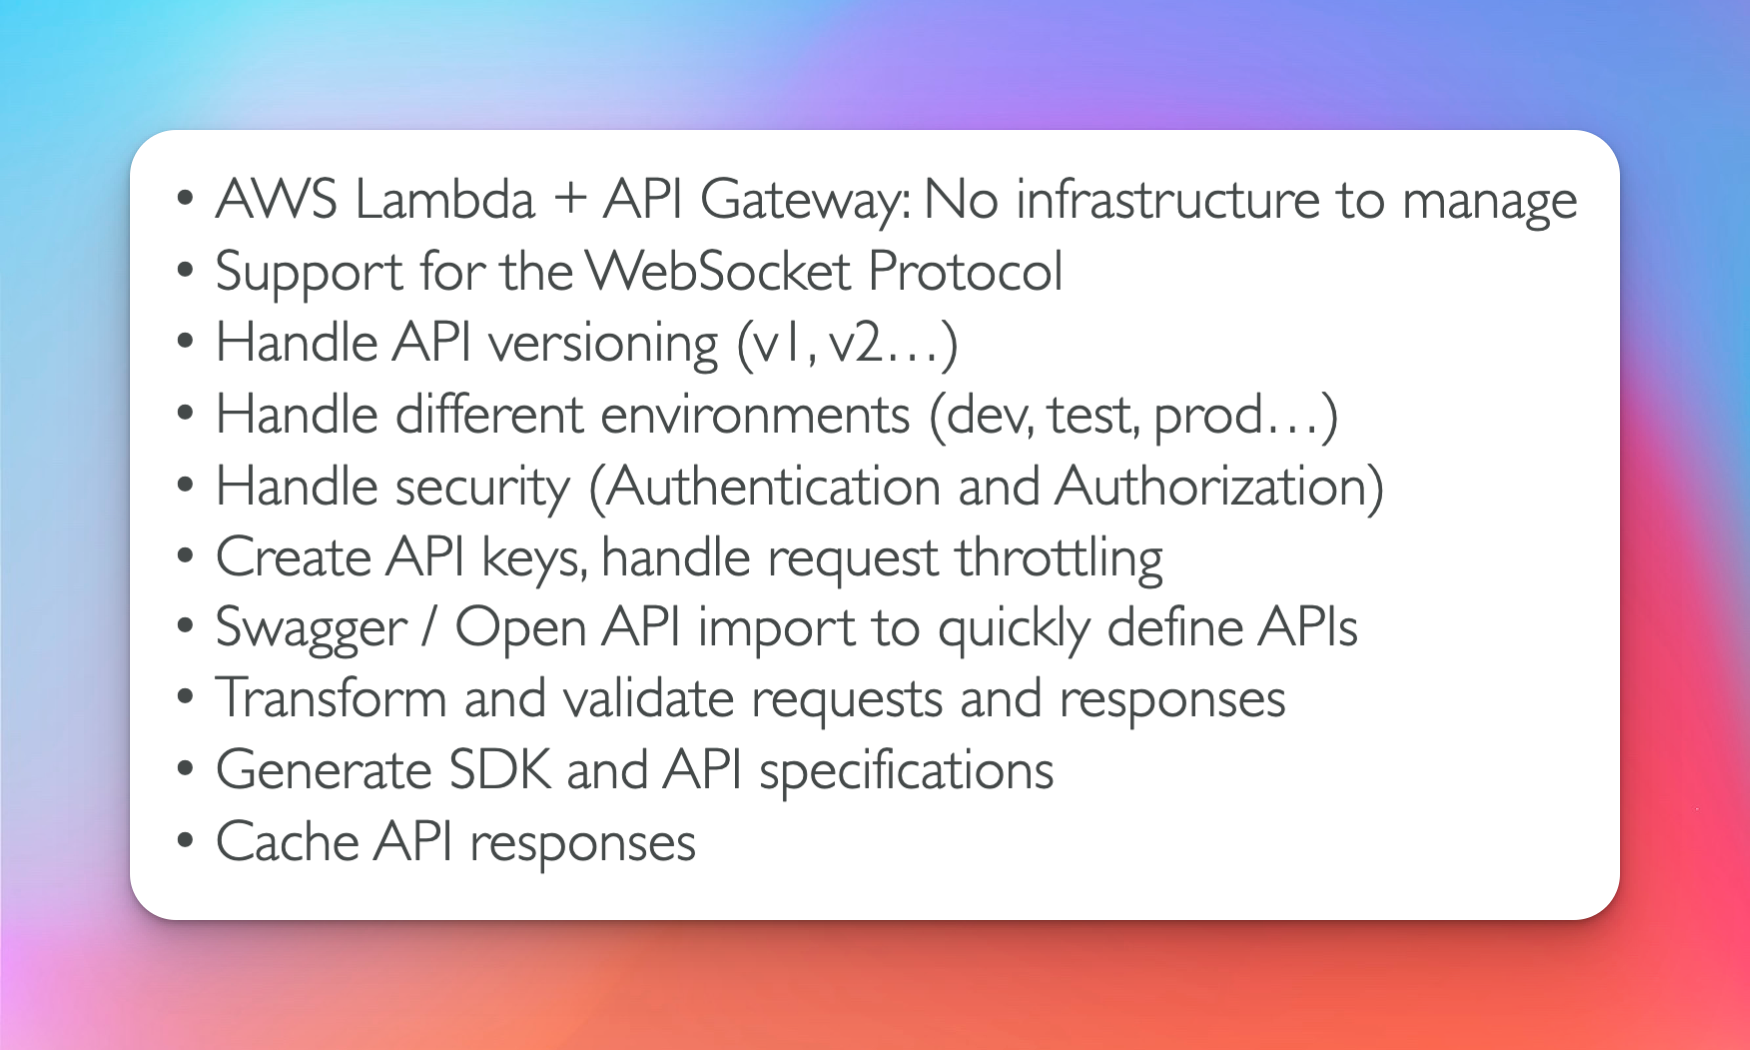 • AWS Lambda + API Gateway: No infrastructure to manage
• Support for the WebSocket Protocol
• Handle API versioning (v1, v2…)
• Handle different environments (dev, test, prod…)
• Handle security (Authentication and Authorization)
• Create API keys, handle request throttling
• Swagger / Open API import to quickly define APIs
• Transform and validate requests and responses
• Generate SDK and API specifications
• Cache API responses